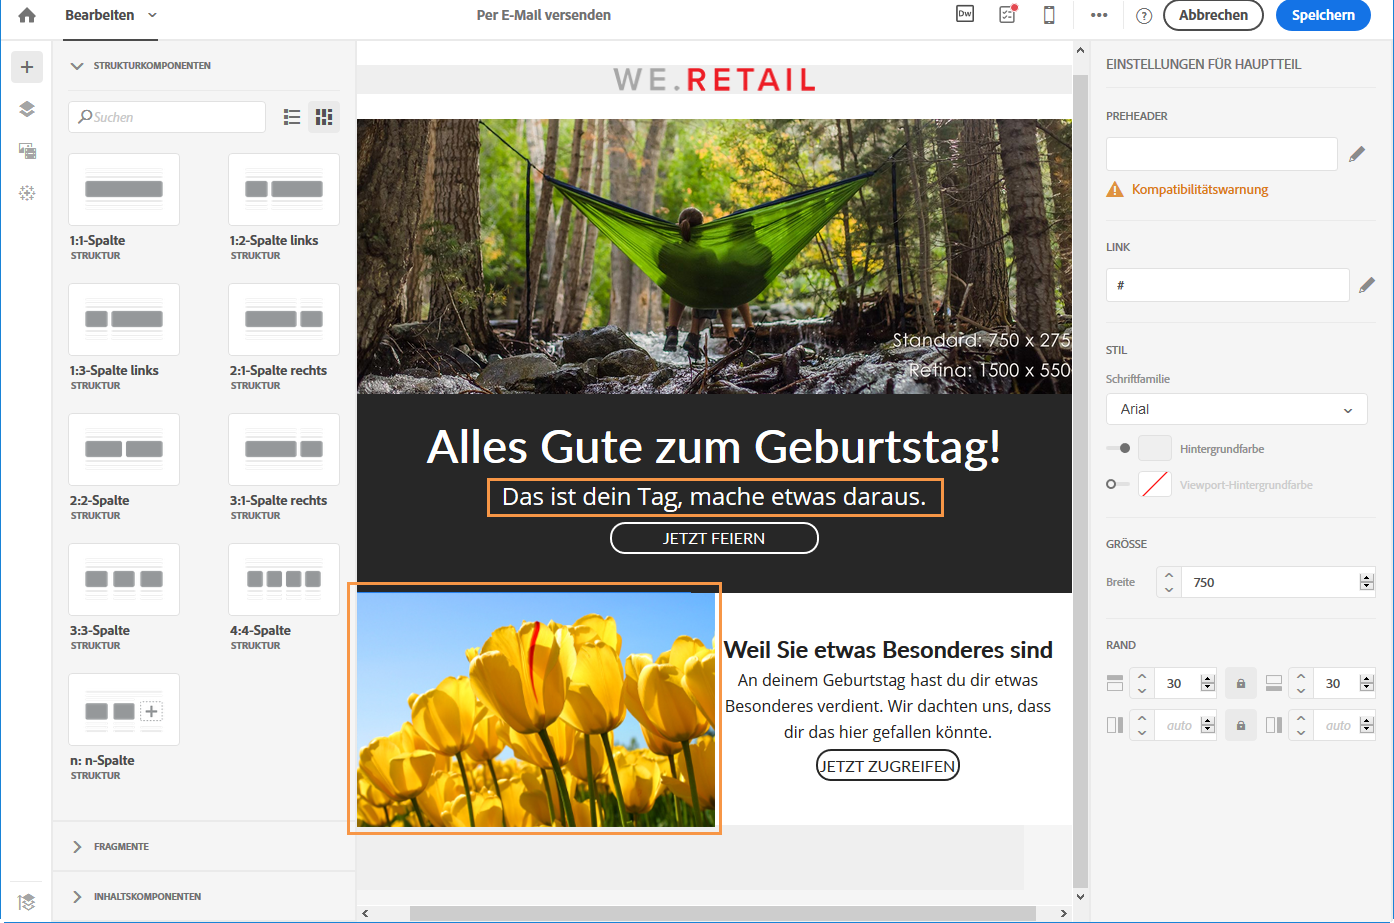 Bearbeiten
Per E-Mail versenden
Dw
Abbrechen
Speichern
STRUKTURKOMPONENTEN
Suchen
1:1-Spalte
STRUKTUR
1:2-Spalte links
STRUKTUR
1:3-Spalte links
STRUKTUR
2:1-Spalte rechts
STRUKTUR
2:2-Spalte
STRUKTUR
3:1-Spalte rechts
STRUKTUR
3:3-Spalte
STRUKTUR
4:4-Spalte
STRUKTUR
n: n-Spalte
STRUKTUR
FRAGMENTE
INHALTSKOMPONENTEN
WE.RETAIL
Standard: 750 x 275
Retina: 1500 x 550
Alles Gute zum Geburtstag!
Das ist dein Tag, mache etwas daraus.
JETZT FEIERN
Weil Sie etwas Besonderes sind
An deinem Geburtstag hast du dir etwas
Besonderes verdient. Wir dachten uns, dass
dir das hier gefallen könnte.
JETZT ZUGREIFEN
EINSTELLUNGEN FÜR HAUPTTEIL
PREHEADER
Kompatibilitätswarnung
LINK
#
STIL
Schriftfamilie
Arial
Hintergrundfarbe
Viewport-Hintergrundfarbe
GRÖSSE
Breite 750
RAND
30 30
auto auto